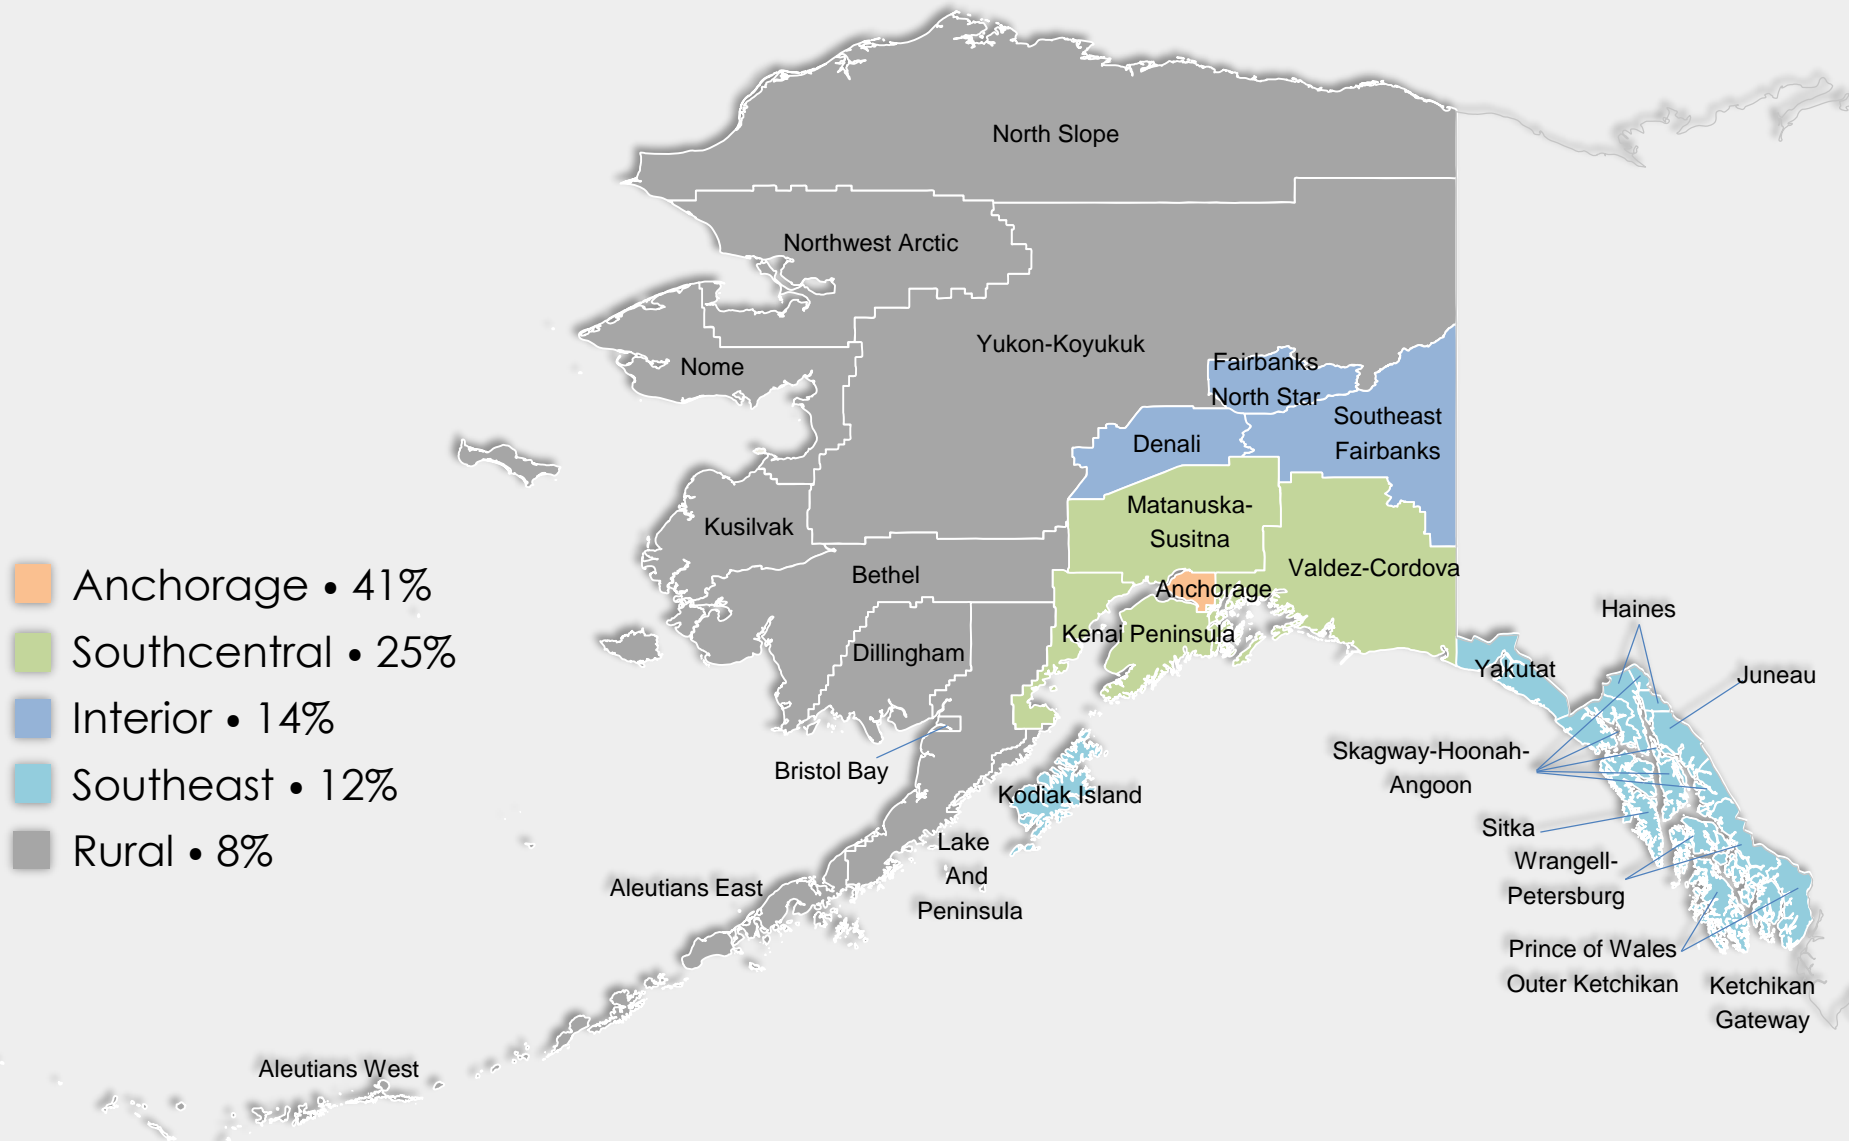 North Slope
Northwest Arctic
Yukon-Koyukuk
Nome
Fairbanks
North Star
Southeast
Fairbanks
Denali
Matanuska-
Susitna
Kusilvak
Valdez-Cordova
Bethel
Anchorage
Anchorage • 41%
Southcentral • 25%
Interior • 14%
Southeast • 12%
Rural • 8%
Kenai Peninsula
Dillingham
Haines
Yakutat
Juneau
Bristol Bay
Skagway-Hoonah-
Angoon
Kodiak Island
Sitka
Lake
And
Peninsula
Wrangell-
Petersburg
Aleutians East
Prince of Wales
Outer Ketchikan
Ketchikan
Gateway
Aleutians West